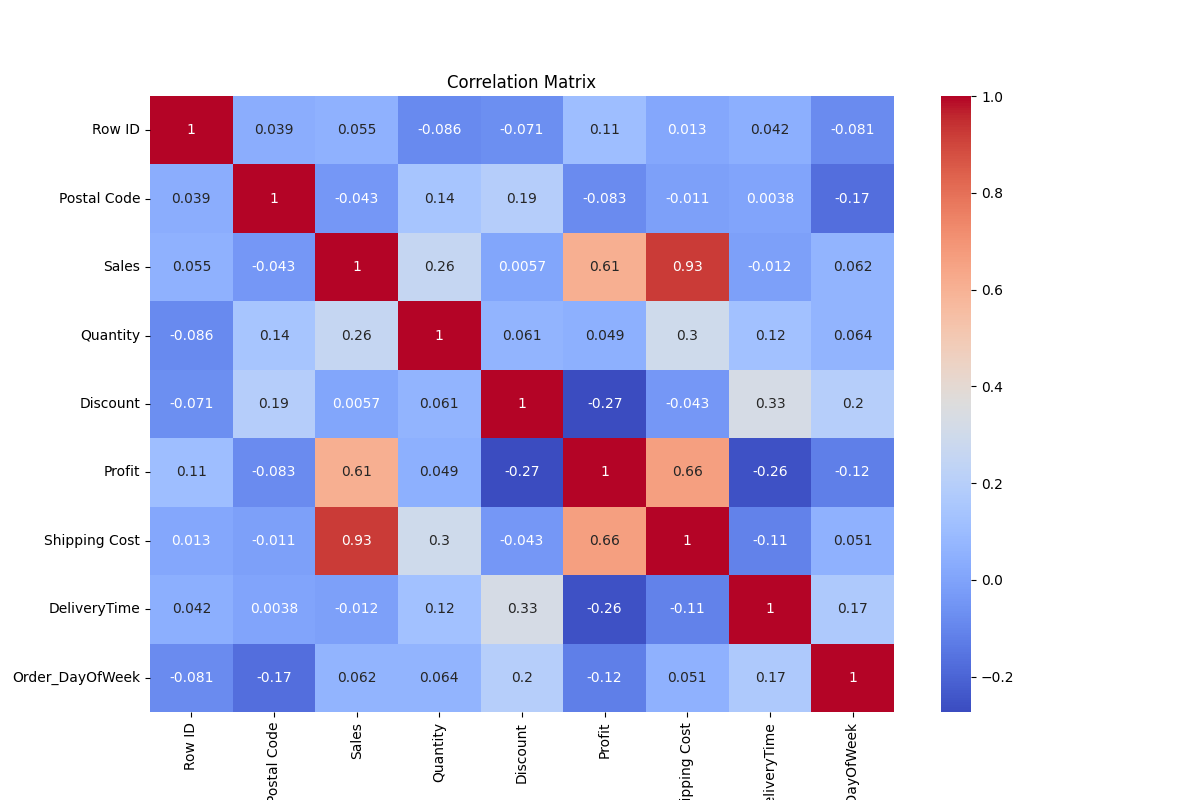 Correlation Matrix
Row ID 1 0.039 0.055 -0.086 -0.071 0.11 0.013 0.042 -0.081
Postal Code 0.039 1 -0.043 0.14 0.19 -0.083 -0.011 0.0038 -0.17
Sales 0.055 -0.043 1 0.26 0.0057 0.61 0.93 -0.012 0.062
Quantity -0.086 0.14 0.26 1 0.061 0.049 0.3 0.12 0.064
Discount -0.071 0.19 0.0057 0.061 1 -0.27 -0.043 0.33 0.2
Profit 0.11 -0.083 0.61 0.049 -0.27 1 0.66 -0.26 -0.12
Shipping Cost 0.013 -0.011 0.93 0.3 -0.043 0.66 1 -0.11 0.051
DeliveryTime 0.042 0.0038 -0.012 0.12 0.33 -0.26 -0.11 1 0.17
Order_DayOfWeek -0.081 -0.17 0.062 0.064 0.2 -0.12 0.051 0.17 1
Row ID
Postal Code
Sales
Quantity
Discount
Profit
ipping Cost
eliveryTime
DayOfWeek
1.0
0.8
0.6
0.4
0.2
0.0
−0.2